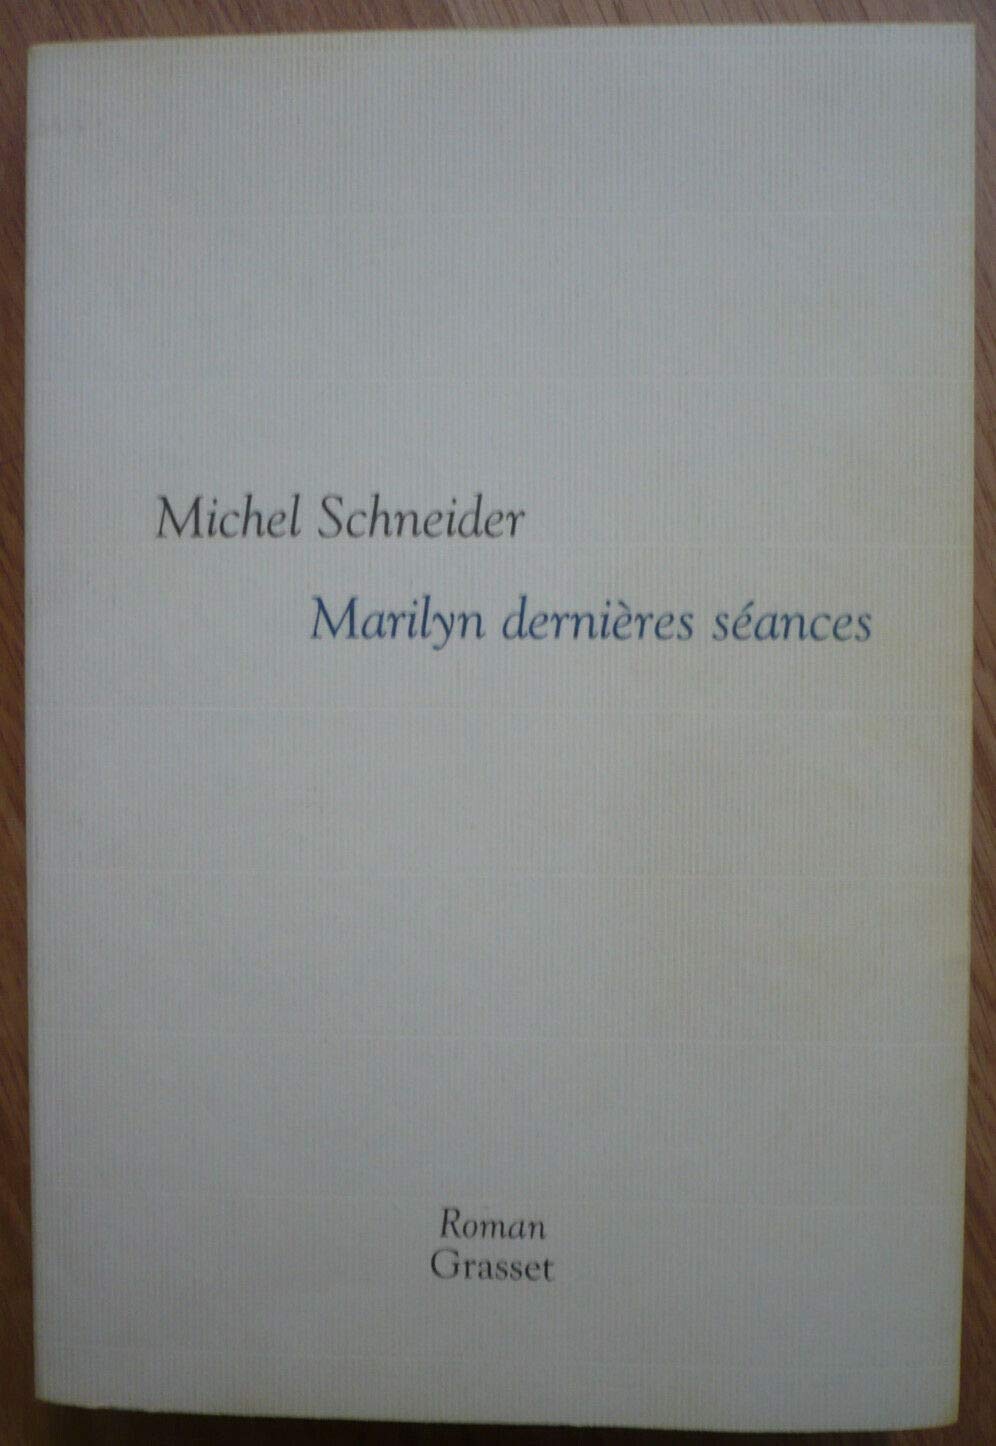 Michel Schneider
Marilyn dernières séances
Roman
Grasset